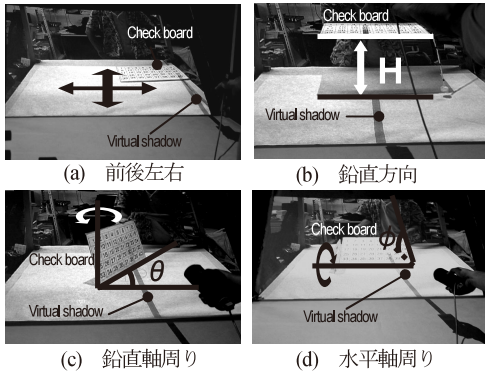 Check board
Virtual shadow
(a) 前後左右
Check board
H
Virtual shadow
(b) 鉛直方向
Check board
θ
Virtual shadow
(c) 鉛直軸周り
Check board
φ
Virtual shadow
(d) 水平軸周り